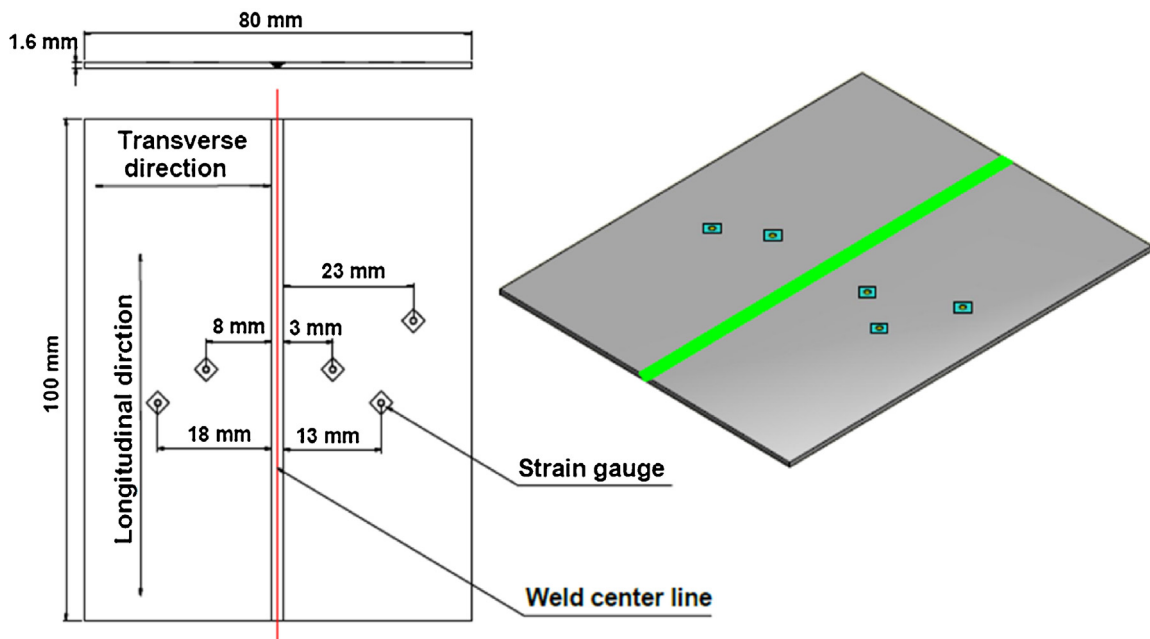 80 mm
1.6 mm
Transverse
direction
23 mm
8 mm
3 mm
100 mm
Longitudinal dirction
18 mm
13 mm
Strain gauge
Weld center line